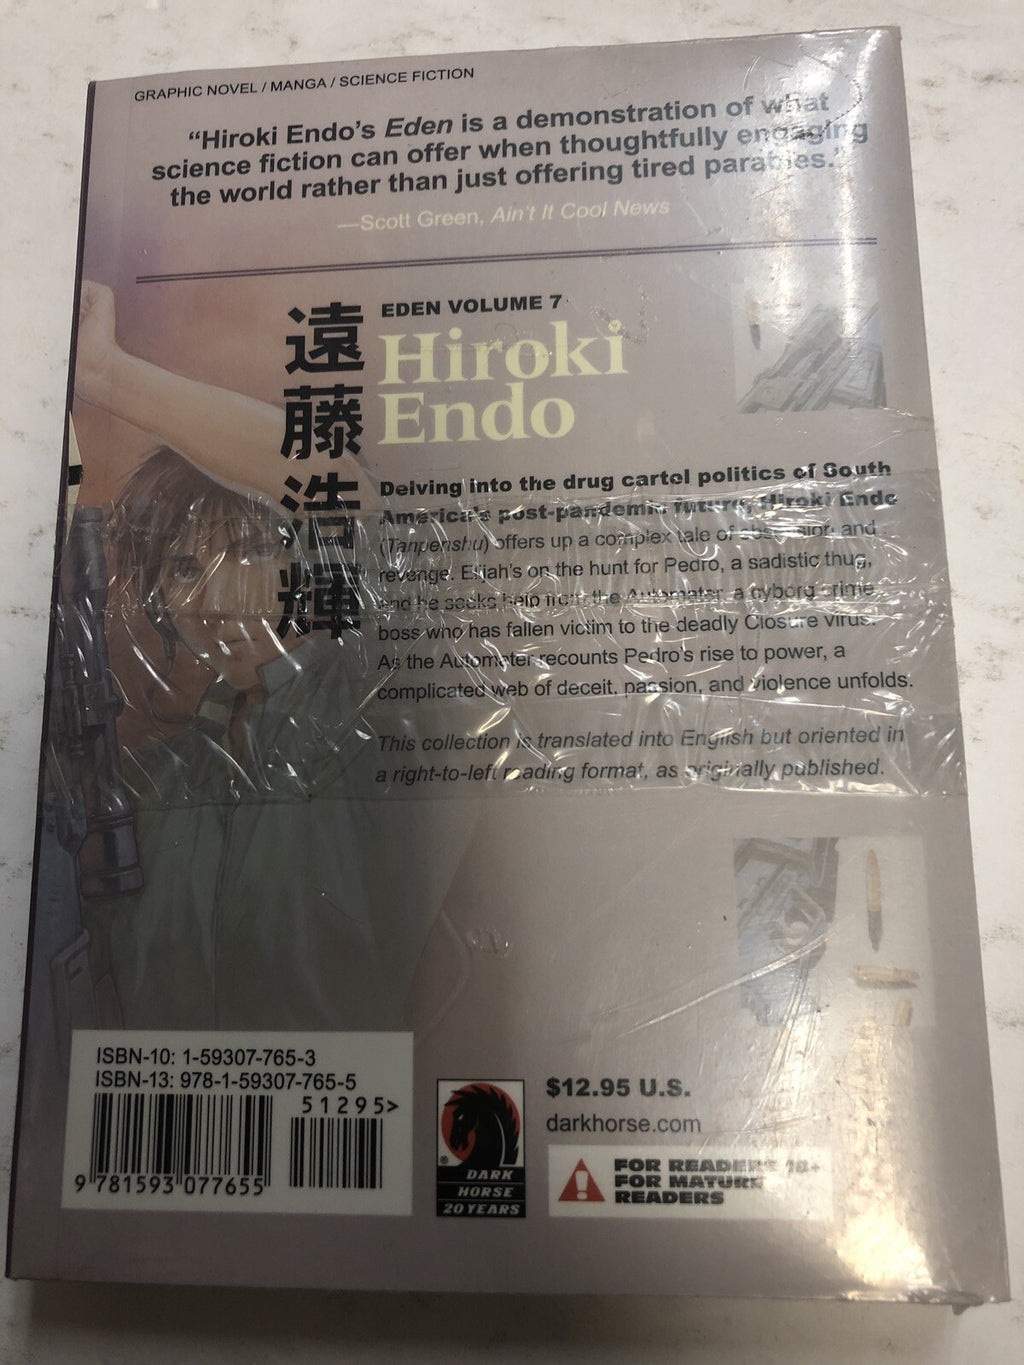 GRAPHIC NOVEL / MANGA / SCIENCE FICTION
“Hiroki Endo’s Eden is a demonstration of what
science fiction can offer when thoughtfully engaging
the world rather than just offering tired parables.”
—Scott Green, Ain’t It Cool News
遠藤浩輝
EDEN VOLUME 7
Hiroki
Endo
Delving into the drug cartel politics of South
America’s post-pandemic future, Hiroki Endo
(Tanpenshu) offers up a complex tale of obsession and
revenge. Elijah’s on the hunt for Pedro, a sadistic thug,
and he seeks help from the Automater, a cyborg crime
boss who has fallen victim to the deadly Closure virus.
As the Automater recounts Pedro’s rise to power, a
complicated web of deceit, passion, and violence unfolds.
This collection is translated into English but oriented in
a right-to-left reading format, as originally published.
ISBN-10: 1-59307-765-3
ISBN-13: 978-1-59307-765-5
51295>
9 781593 077655
®
DARK
HORSE
20 YEARS
$12.95 U.S.
darkhorse.com
FOR READERS 18+
FOR MATURE
READERS